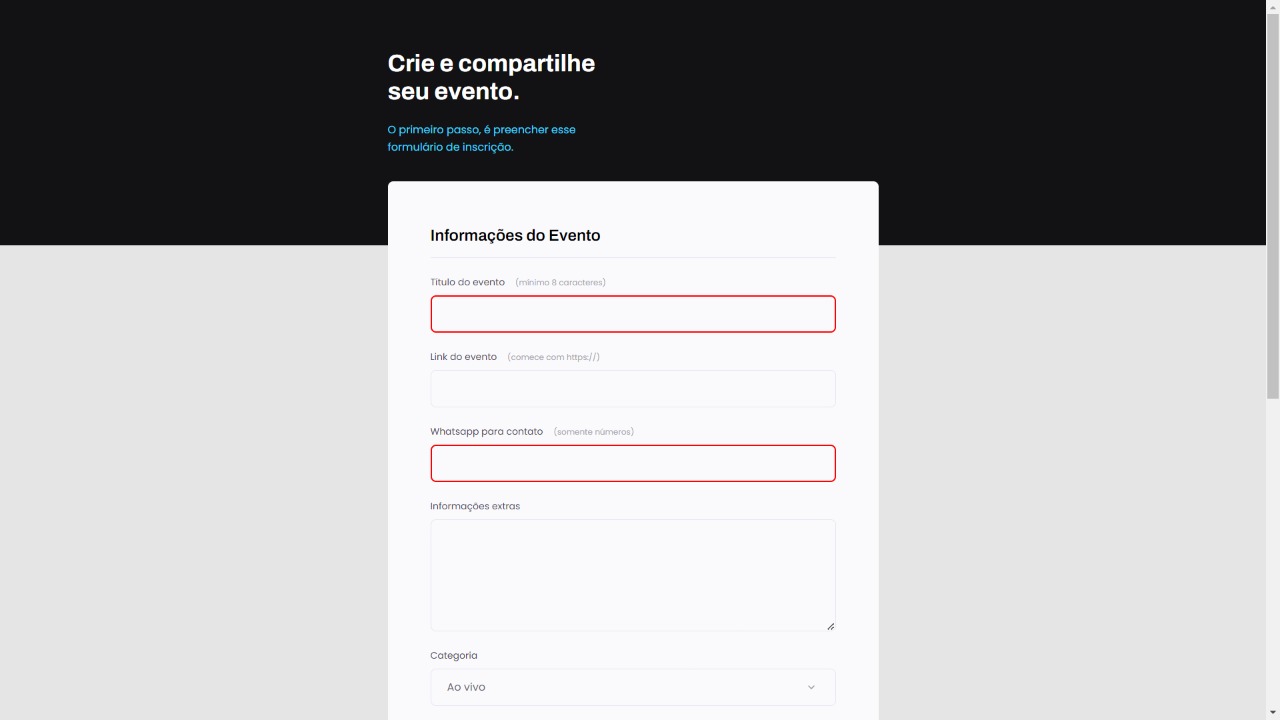 Crie e compartilhe
seu evento.
O primeiro passo, é preencher esse
formulário de inscrição.
Informações do Evento
Título do evento (mínimo 8 caracteres)
Link do evento (comece com https://)
Whatsapp para contato (somente números)
Informações extras
Categoria
Ao vivo